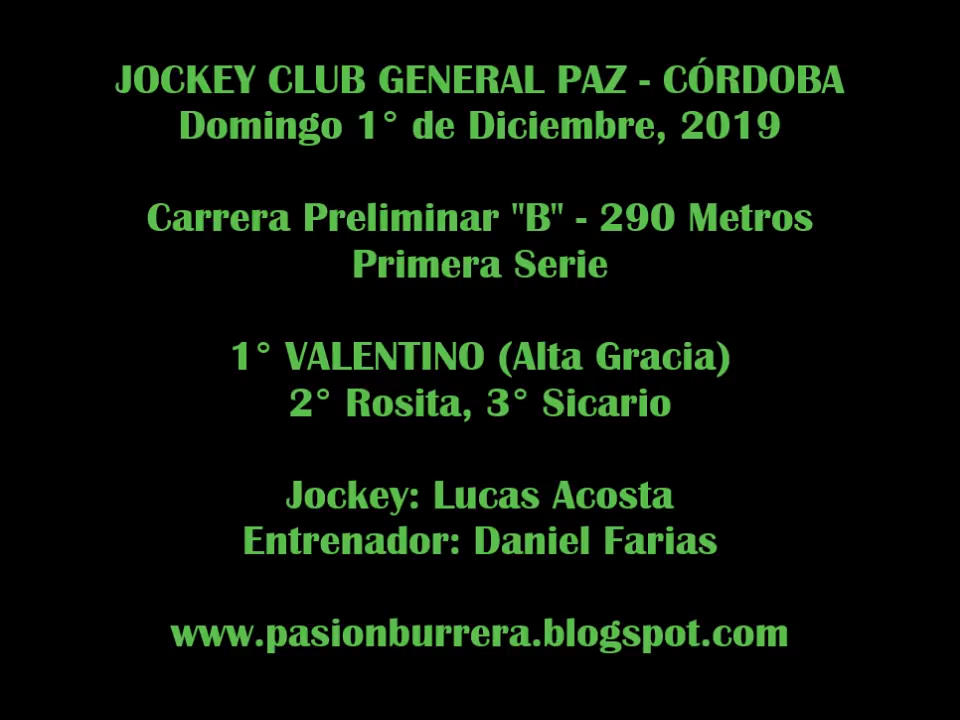 JOCKEY CLUB GENERAL PAZ - CÓRDOBA
Domingo 1° de Diciembre, 2019
Carrera Preliminar "B" - 290 Metros
Primera Serie
1° VALENTINO (Alta Gracia)
2° Rosita, 3° Sicario
Jockey: Lucas Acosta
Entrenador: Daniel Farias
www.pasionburrera.blogspot.com